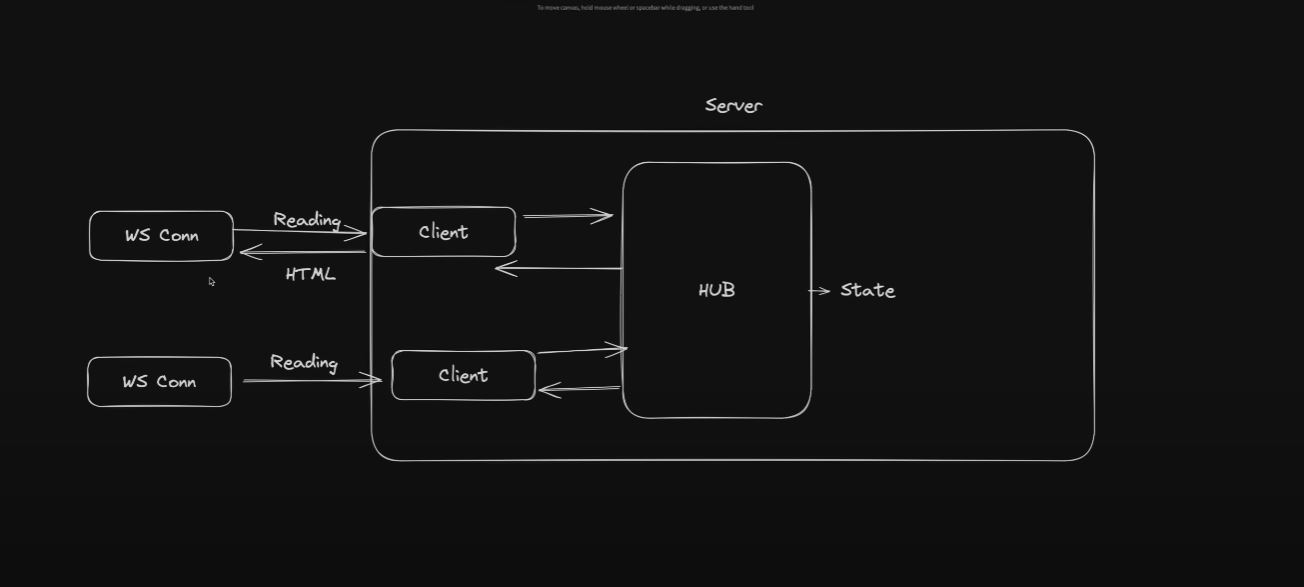 To move canvas, hold mouse wheel or spacebar while dragging, or use the hand tool
Server
Reading
WS Conn
Client
HTML
HUB
State
Reading
WS Conn
Client